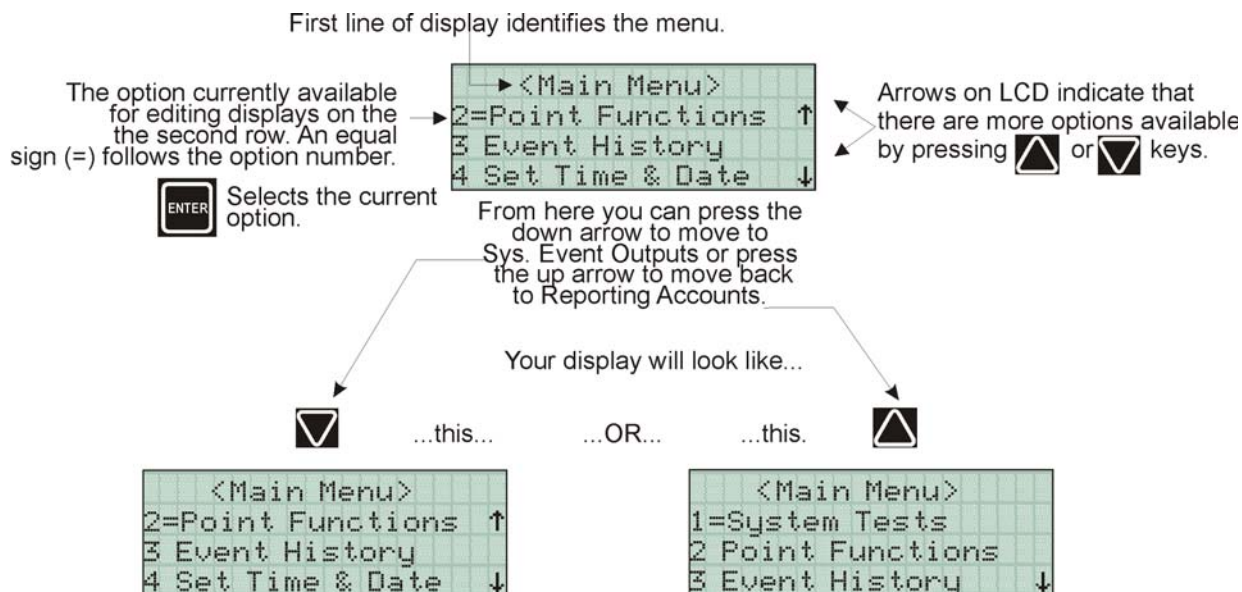 First line of display identifies the menu.
The option currently available
for editing displays on the
the second row. An equal
sign (=) follows the option number.
ENTER
Selects the current
option.
<Main Menu>
2=Point Functions ↑
3 Event History
4 Set Time & Date ↓
Arrows on LCD indicate that
there are more options available
by pressing △ or ▽ keys.
From here you can press the
down arrow to move to
Sys. Event Outputs or press
the up arrow to move back
to Reporting Accounts.
Your display will look like...
...this... ...OR... ...this.
<Main Menu>
2=Point Functions ↑
3 Event History
4 Set Time & Date ↓
<Main Menu>
1=System Tests
2 Point Functions
3 Event History ↓